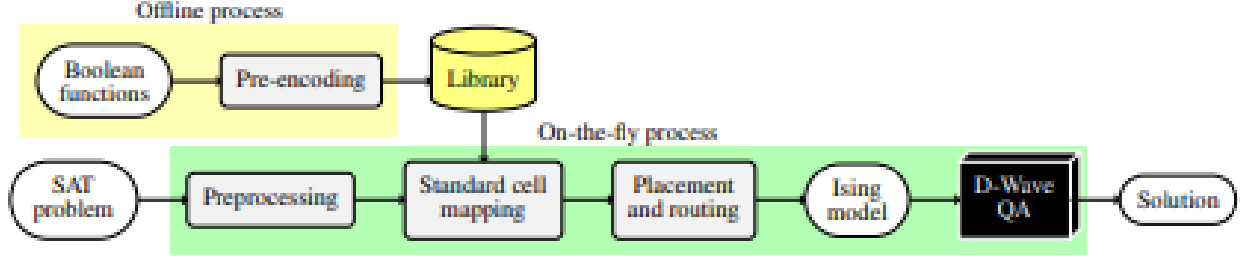 Offline process
Boolean
functions
Pre-encoding
Library
On-the-fly process
SAT
problem
Preprocessing
Standard cell
mapping
Placement
and routing
Ising
model
D-Wave
QA
Solution